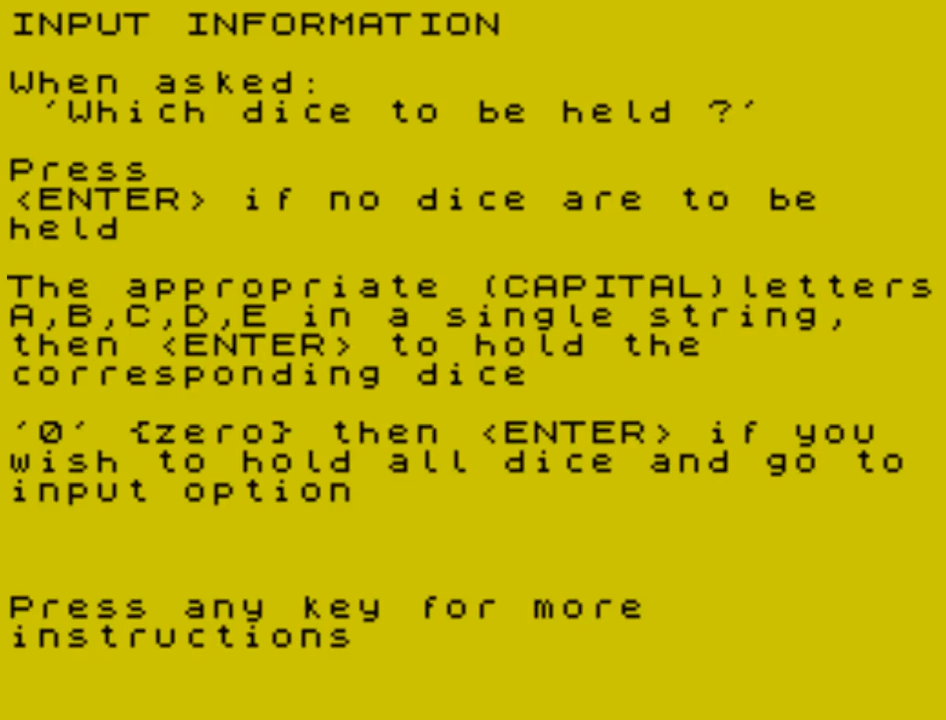 INPUT INFORMATION
When asked:
´Which dice to be held ?´
Press
<ENTER> if no dice are to be
held
The appropriate (CAPITAL)letters
A,B,C,D,E in a single string,
then <ENTER> to hold the
corresponding dice
´0´ {zero} then <ENTER> if you
wish to hold all dice and go to
input option
Press any key for more
instructions